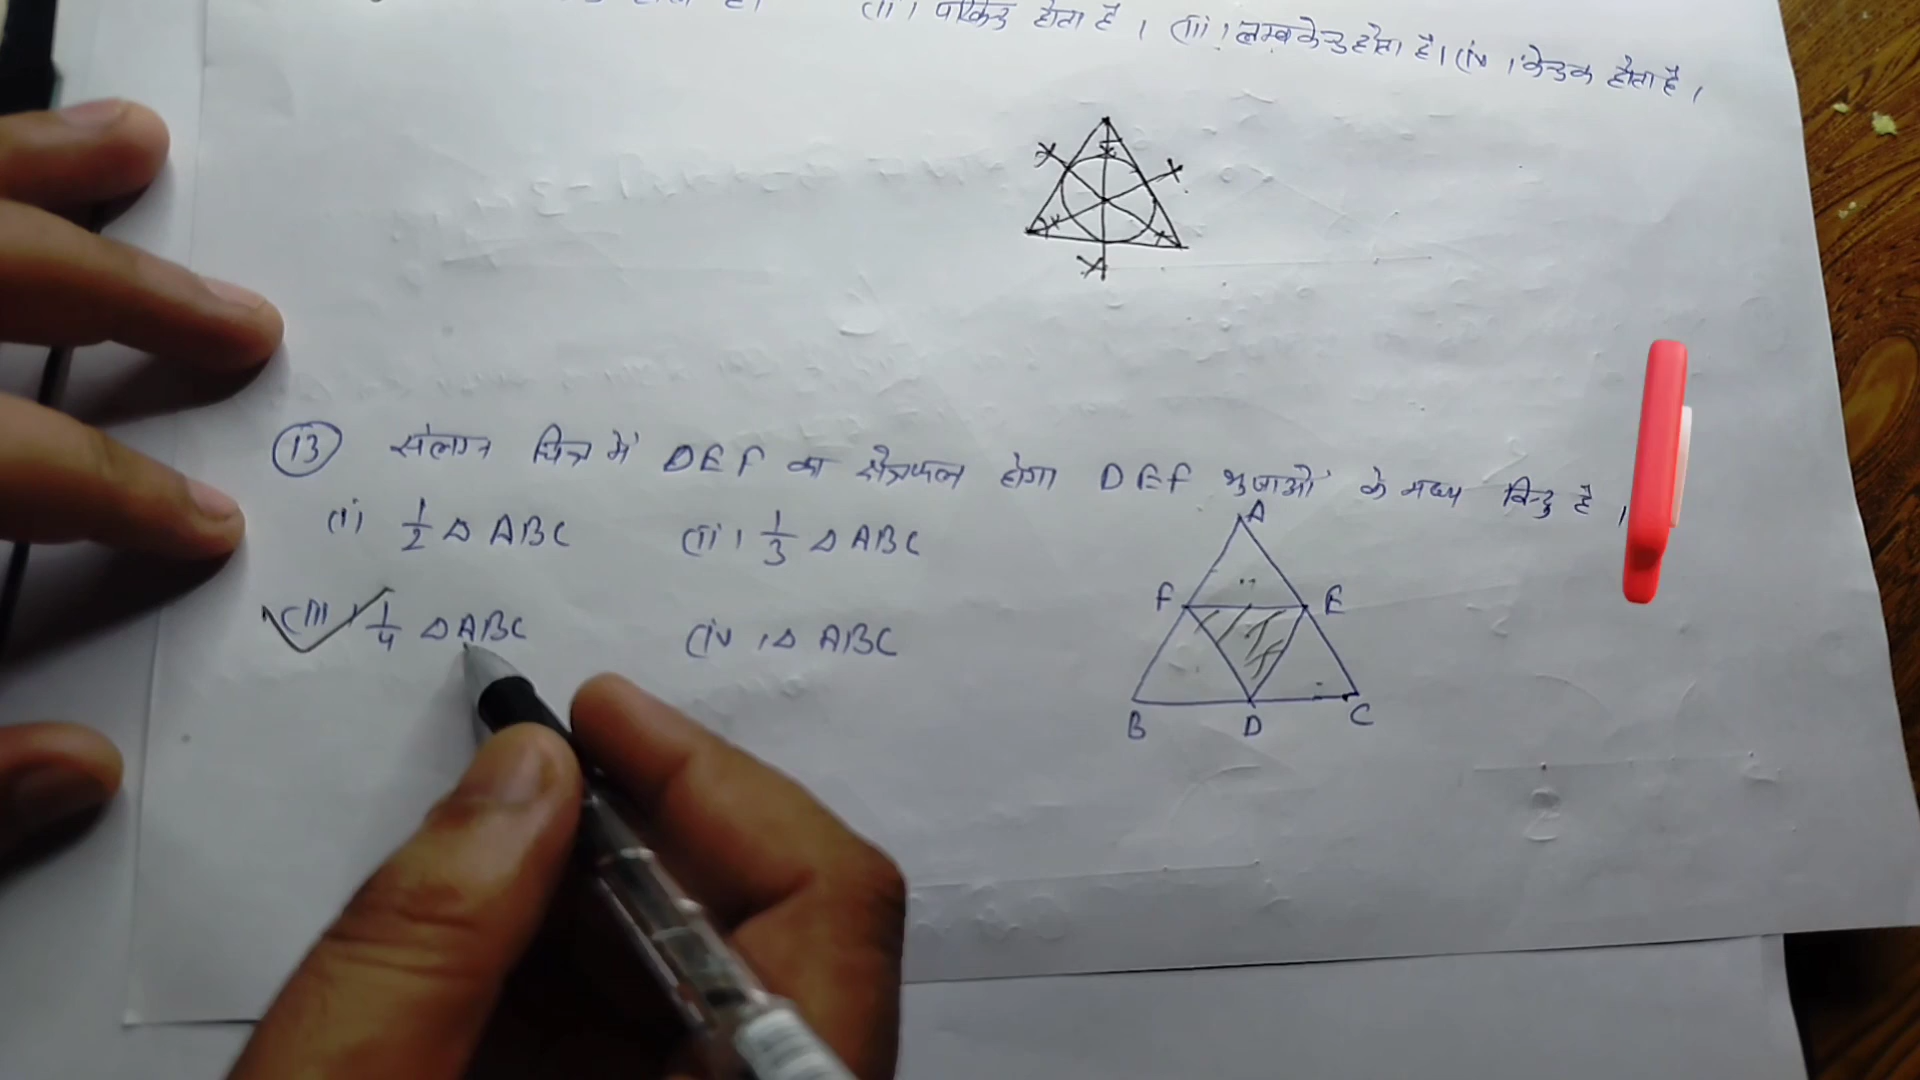 (ii) परिकेन्द्र होता है। (iii) लम्बकेन्द्र होता है। (iv) केन्द्रक होता है।
(13) संलग्न चित्र में DEF का क्षेत्रफल होगा DEF भुजाओं के मध्य बिन्दु है।
(i) 1/2 △ ABC (ii) 1/3 △ ABC
(iii) 1/4 △ ABC (iv) △ ABC
A
F E
B D C